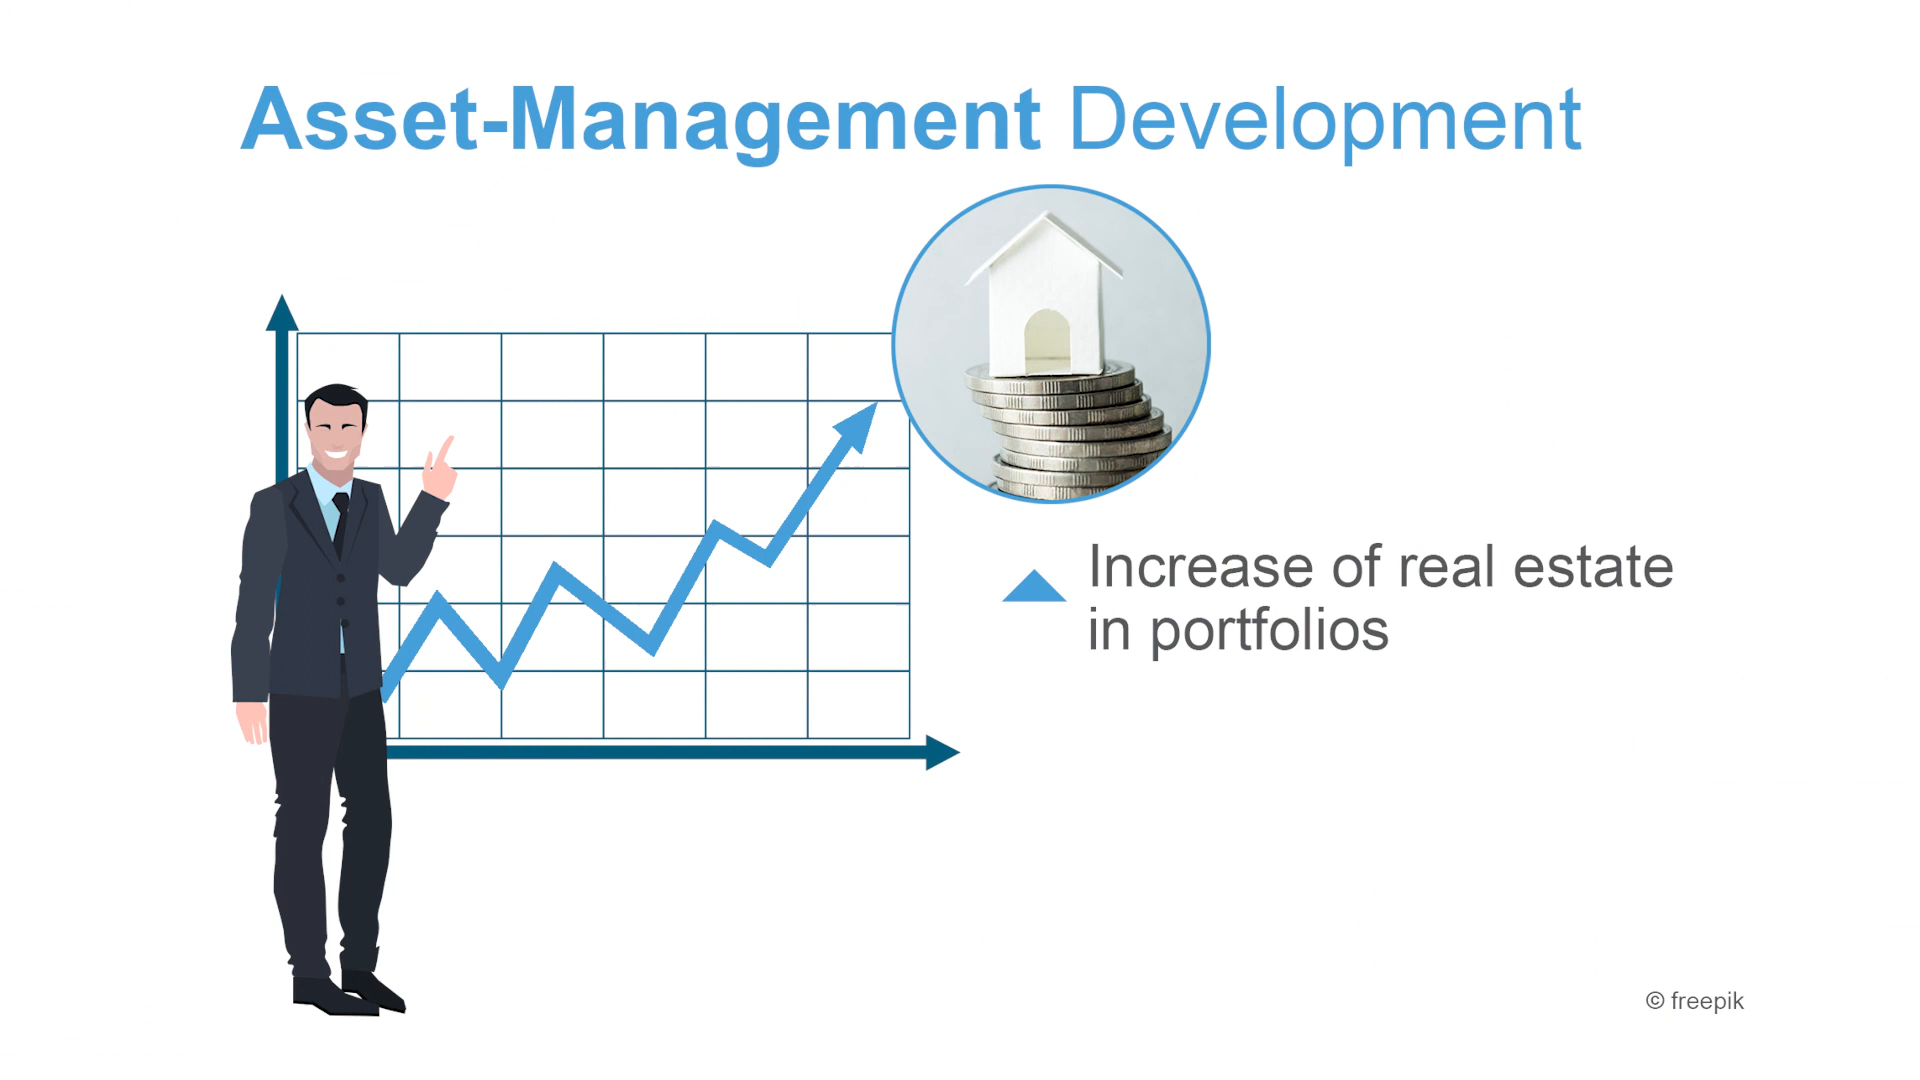 Asset-Management Development
Increase of real estate
in portfolios
© freepik